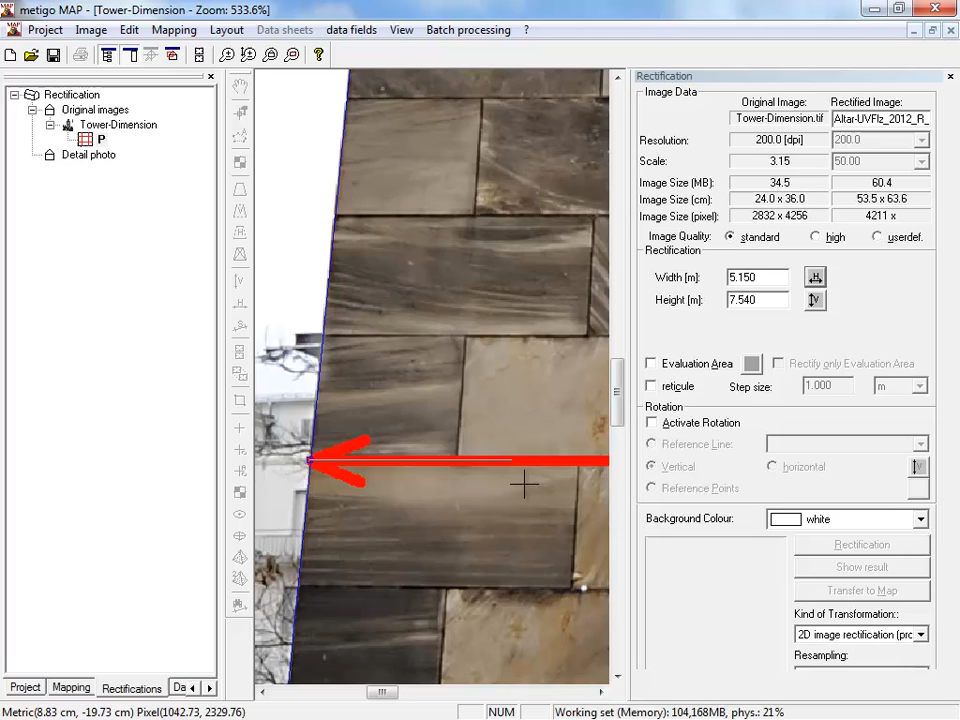 metigo MAP - [Tower-Dimension - Zoom: 533.6%]
Project Image Edit Mapping Layout Data sheets data fields View Batch processing ?
Rectification
Original images
Tower-Dimension
P
Detail photo
Project Mapping Rectifications Da
Rectification
Image Data
Original Image: Rectified Image:
Tower-Dimension.tif Altar-UVFlz_2012_R_
Resolution: 200.0 [dpi] 200.0
Scale: 3.15 50.00
Image Size (MB): 34.5 60.4
Image Size (cm): 24.0 x 36.0 53.5 x 63.6
Image Size (pixel): 2832 x 4256 4211 x
Image Quality: standard high userdef.
Rectification
Width [m]: 5.150 H
Height [m]: 7.540 V
Evaluation Area Rectify only Evaluation Area
reticule Step size: 1.000 m
Rotation
Activate Rotation
Reference Line:
Vertical horizontal
Reference Points
Background Colour: white
Rectification
Show result
Transfer to Map
Kind of Transformation::
2D image rectification (prc
Resampling:
Metric(8.83 cm, -19.73 cm) Pixel(1042.73, 2329.76) NUM Working set (Memory): 104,168MB, phys.: 21%